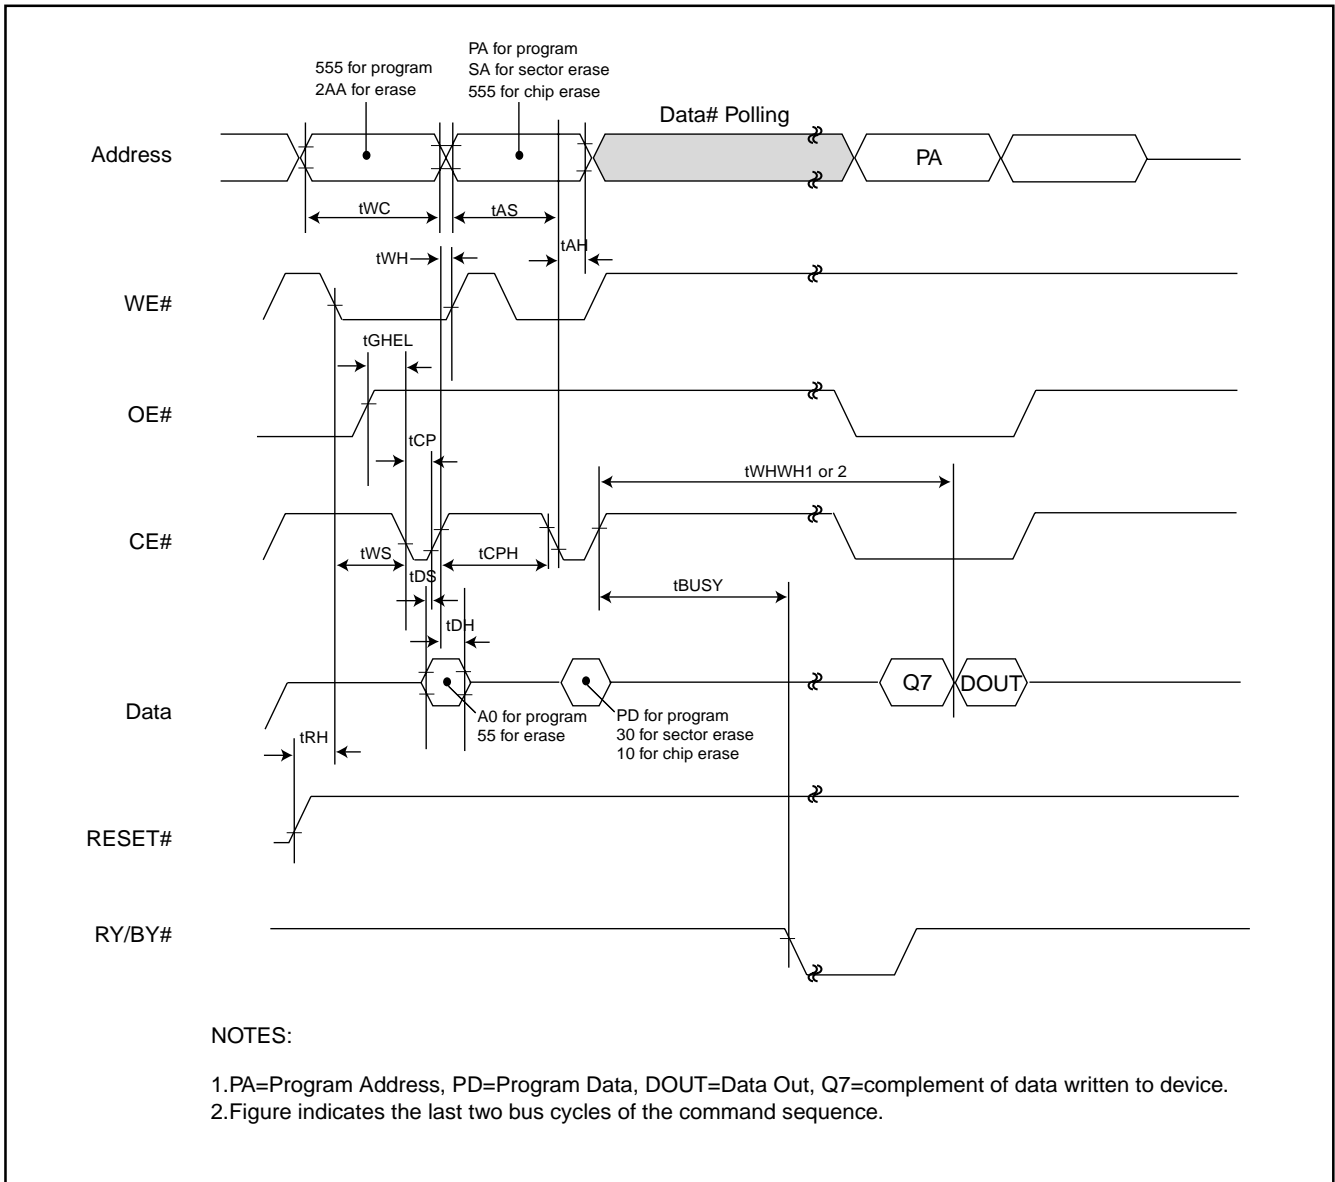 555 for program
2AA for erase
PA for program
SA for sector erase
555 for chip erase
Data# Polling
Address
PA
tWC
tAS
tAH
tWH
WE#
tGHEL
OE#
tCP
tWHWH1 or 2
CE#
tWS
tCPH
tDS
tBUSY
tDH
Data
Q7
DOUT
A0 for program
55 for erase
PD for program
30 for sector erase
10 for chip erase
tRH
RESET#
RY/BY#
NOTES:
1.PA=Program Address, PD=Program Data, DOUT=Data Out, Q7=complement of data written to device.
2.Figure indicates the last two bus cycles of the command sequence.